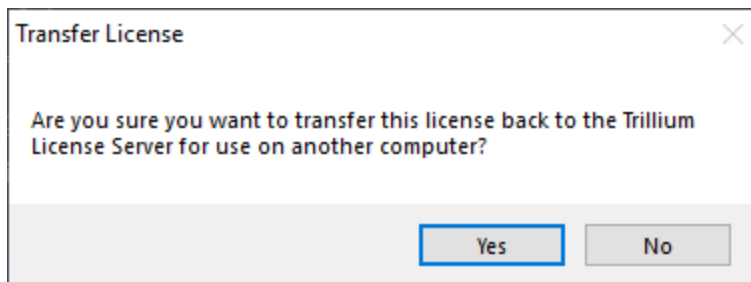 Transfer License
Are you sure you want to transfer this license back to the Trillium
License Server for use on another computer?
Yes No